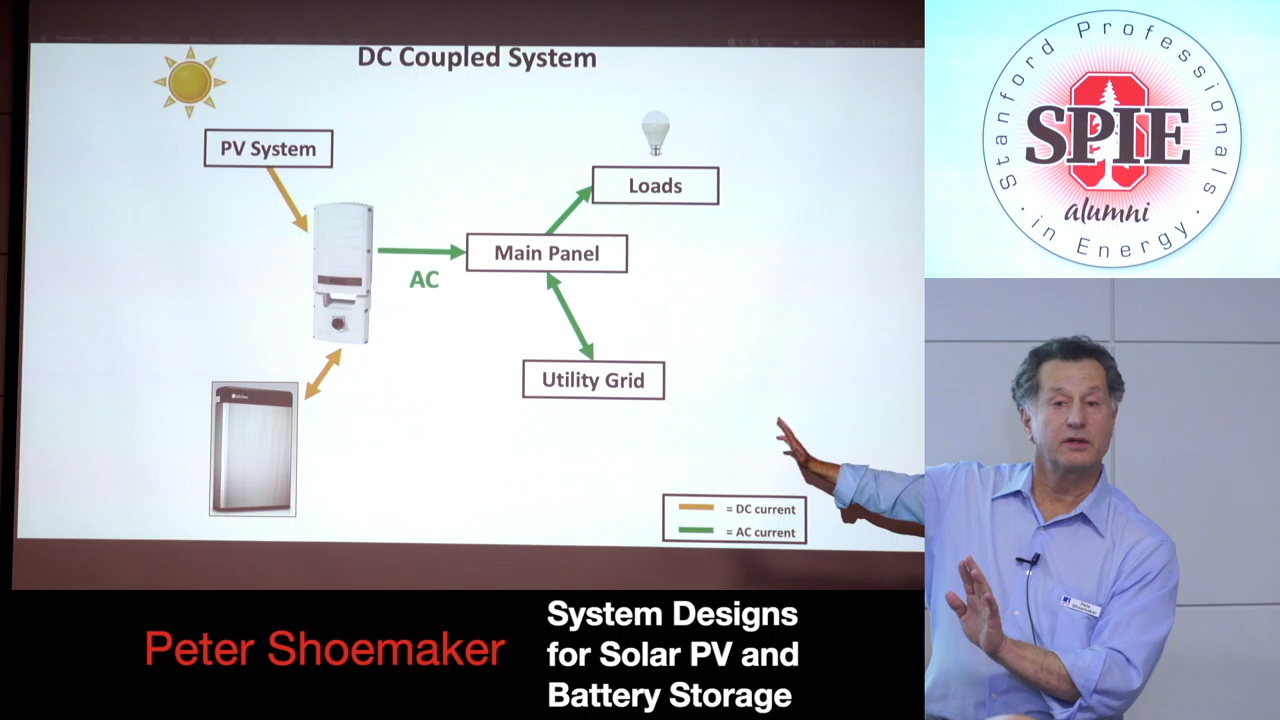 DC Coupled System
PV System
Loads
Main Panel
AC
Utility Grid
= DC current
= AC current
Stanford Professionals
SPIE
alumni
· in Energy ·
Peter Shoemaker
System Designs
for Solar PV and
Battery Storage